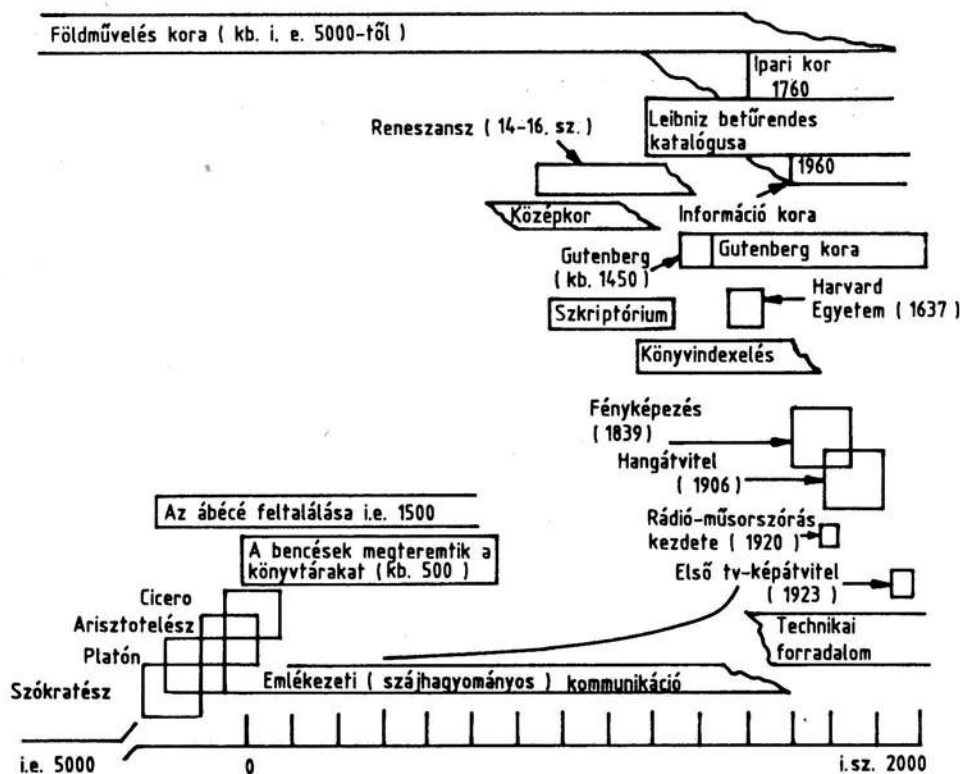 Földművelés kora ( kb. i. e. 5000-től )
Ipari kor
1760
Leibniz betűrendes
katalógusa
Reneszansz ( 14-16. sz. )
1960
Középkor
Információ kora
Gutenberg
( kb. 1450 )
Gutenberg kora
Szkriptórium
Harvard
Egyetem ( 1637 )
Könyvindexelés
Fényképezés
( 1839 )
Hangátvitel
( 1906 )
Az ábécé feltalálása i.e. 1500
Rádió-műsorszórás
kezdete ( 1920 )
A bencések megteremtik a
könyvtárakat ( kb. 500 )
Első tv-képátvitel
( 1923 )
Cicero
Arisztotelész
Platón
Szókratész
Technikai
forradalom
Emlékezeti ( szájhagyományos ) kommunikáció
i.e. 5000
0
i.sz. 2000